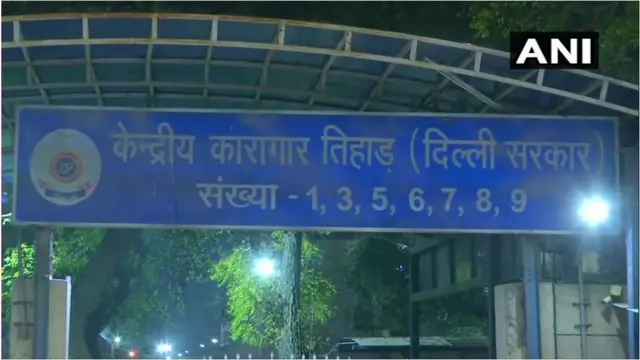 ANI
केन्द्रीय कारागार तिहाड़ (दिल्ली सरकार)
संख्या - 1, 3, 5, 6, 7, 8, 9